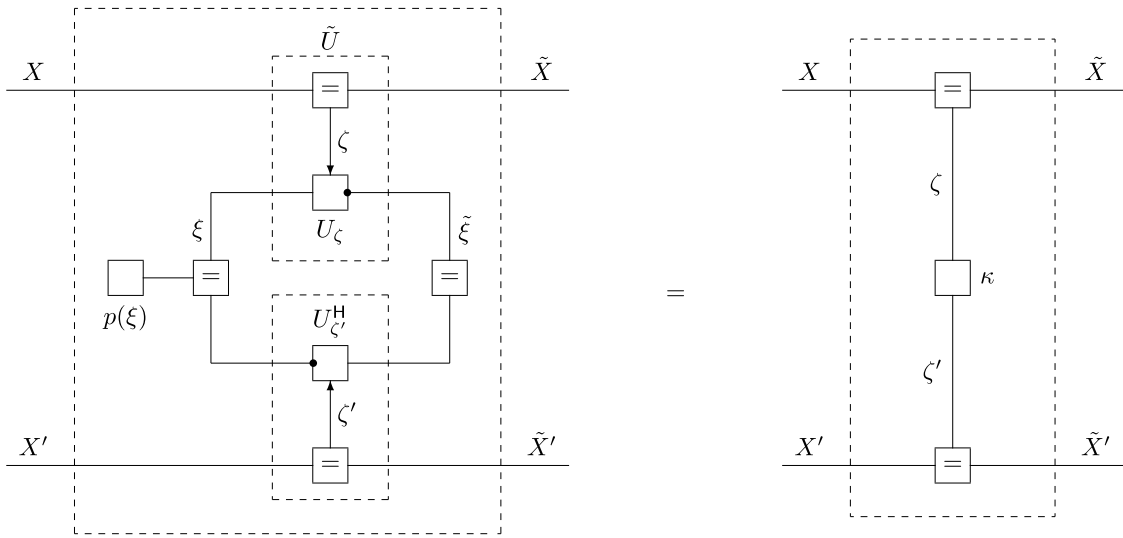 Ũ
X X̃ X X̃
= =
ζ
ζ
U_ζ
ξ ξ̃
= = κ
=
p(ξ)
U^H_ζ′
ζ′
ζ′
X′ X̃′ X′ X̃′
= =